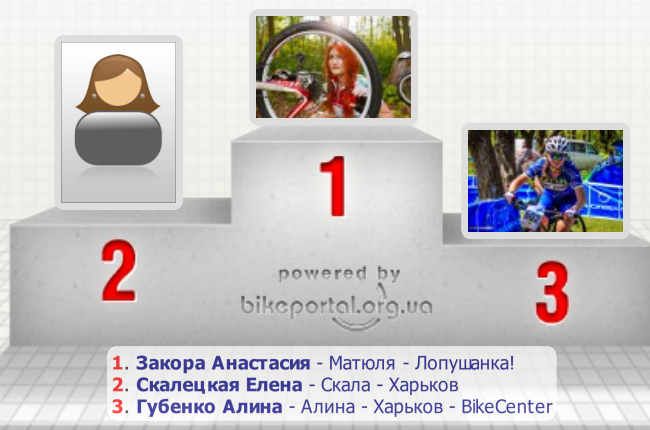 1
2
3
powered by
bikeportal.org.ua
1. Закора Анастасия - Матюля - Лопушанка!
2. Скалецкая Елена - Скала - Харьков
3. Губенко Алина - Алина - Харьков - BikeCenter